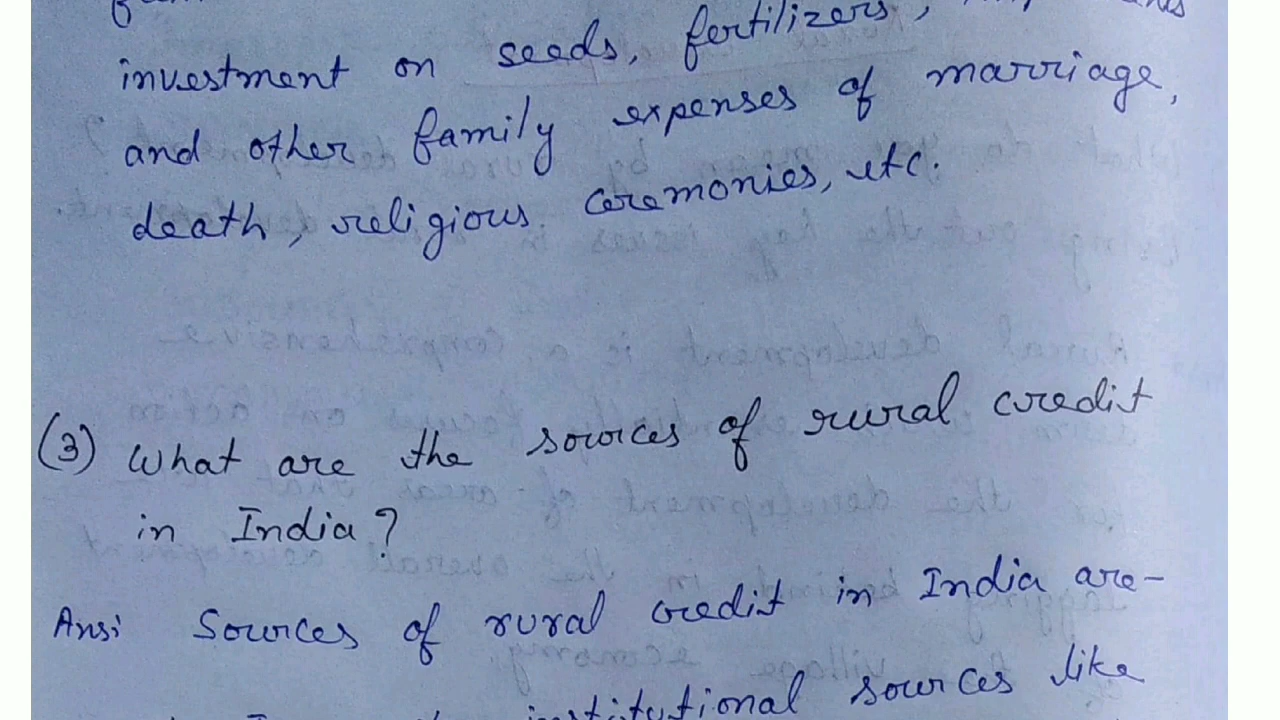 investment on seeds, fertilizers,
and other family expenses of marriage,
death, religious ceremonies, etc.
(3) What are the sources of rural credit
in India?
Ans: Sources of rural credit in India are-
institutional sources like